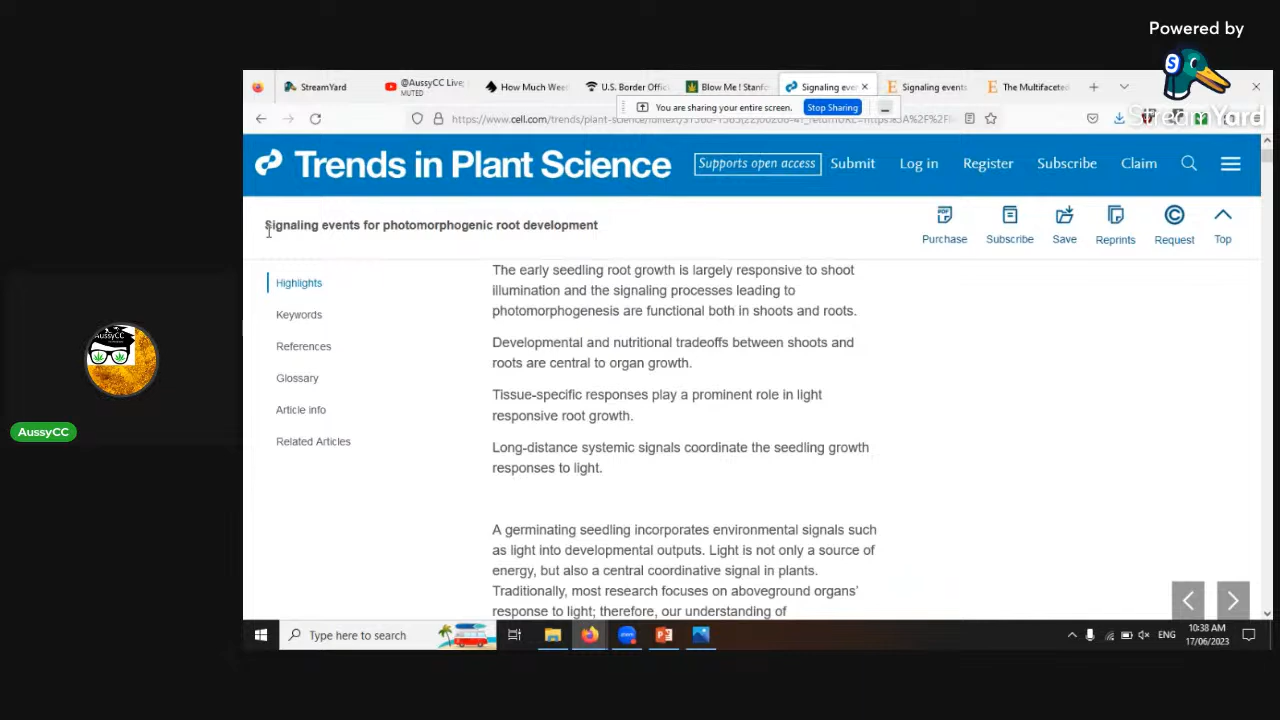 Powered by
StreamYard
StreamYard
@AussyCC Live;
MUTED
How Much Wee
U.S. Border Offic
Blow Me ! Stanfo
Signaling ever
Signaling events
The Multifaceted
You are sharing your entire screen.
Stop Sharing
Trends in Plant Science
Supports open access
Submit
Log in
Register
Subscribe
Claim
Signaling events for photomorphogenic root development
PDF
Purchase
Subscribe
Save
Reprints
Request
Top
Highlights
Keywords
References
Glossary
Article info
Related Articles
The early seedling root growth is largely responsive to shoot
illumination and the signaling processes leading to
photomorphogenesis are functional both in shoots and roots.
Developmental and nutritional tradeoffs between shoots and
roots are central to organ growth.
Tissue-specific responses play a prominent role in light
responsive root growth.
Long-distance systemic signals coordinate the seedling growth
responses to light.
A germinating seedling incorporates environmental signals such
as light into developmental outputs. Light is not only a source of
energy, but also a central coordinative signal in plants.
Traditionally, most research focuses on aboveground organs'
response to light; therefore, our understanding of
AussyCC
AussyCC
Type here to search
zoom
ENG
10:38 AM
17/06/2023